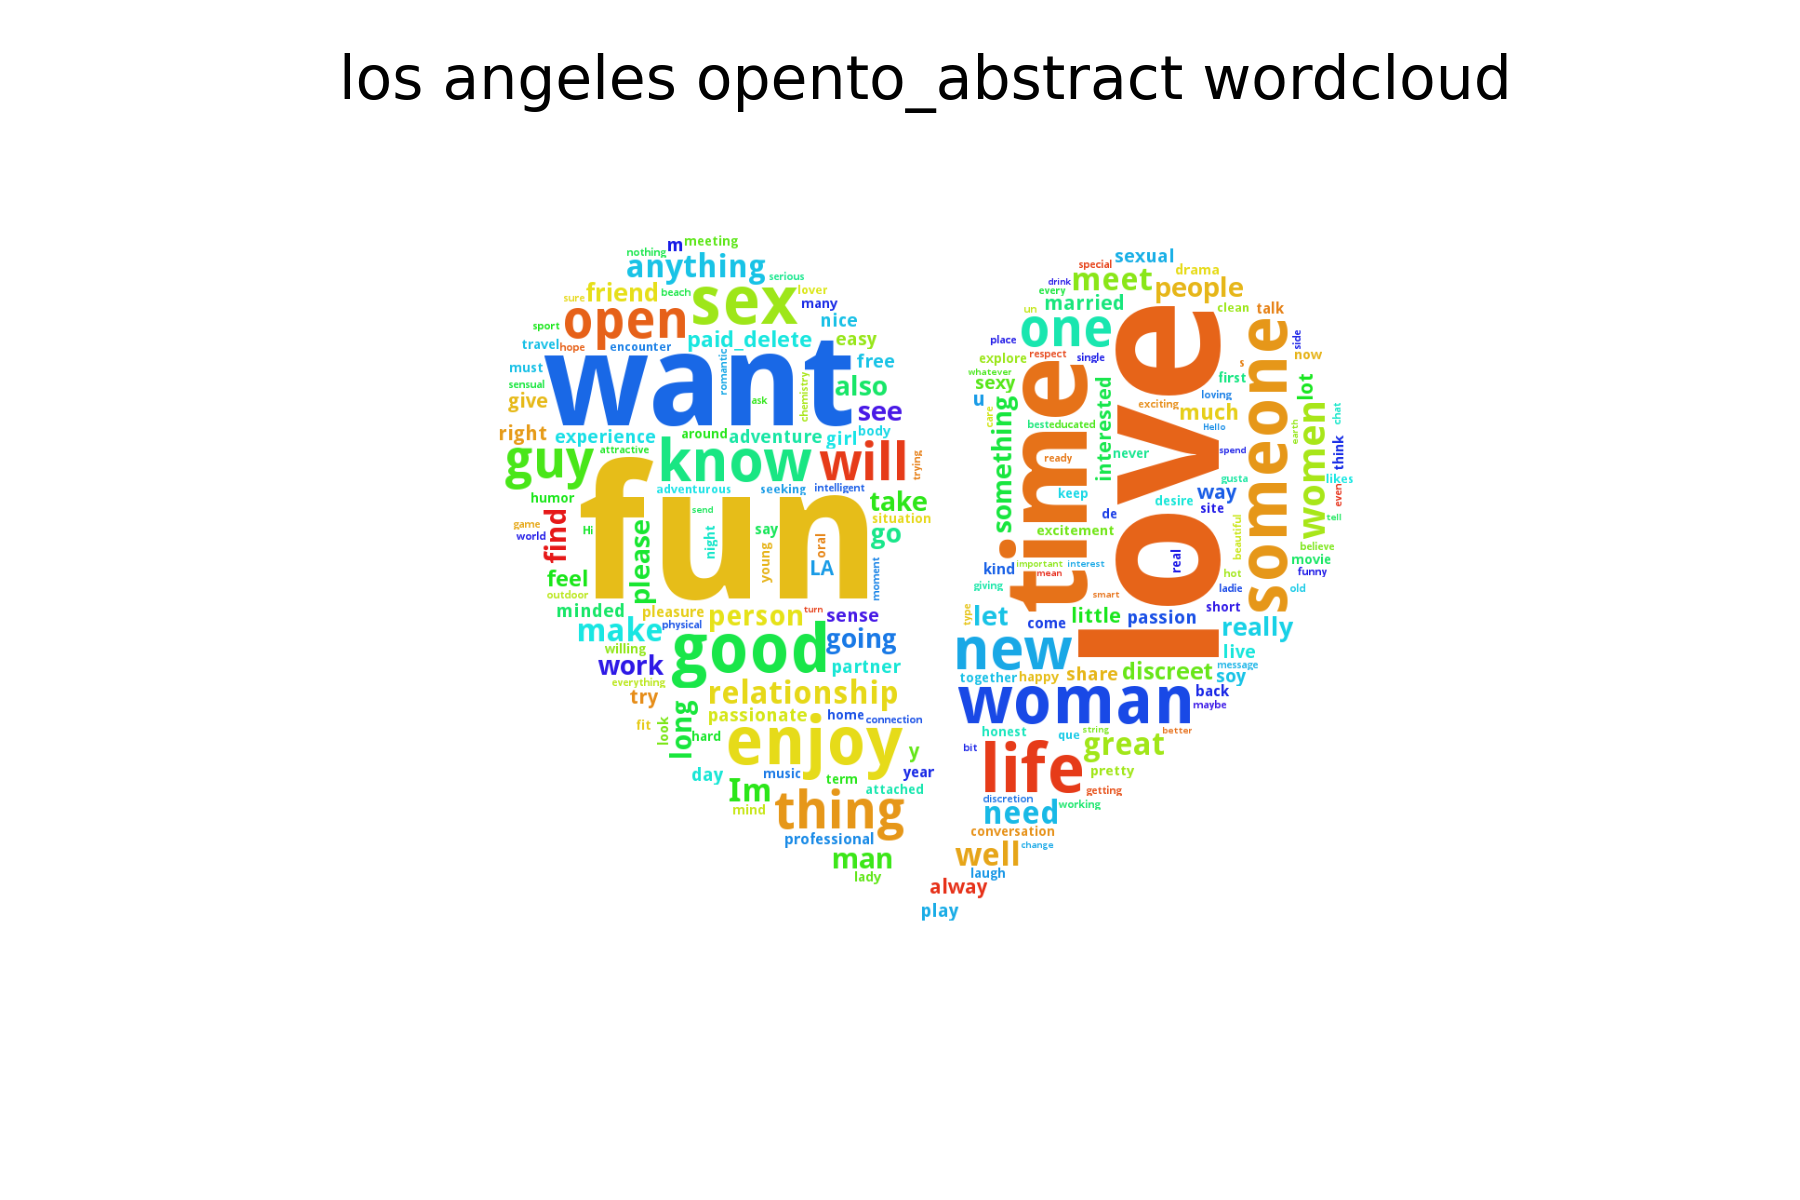 los angeles opento_abstract wordcloud
nothing
m
meeting
anything
serious
sure
friend
beach
sex
lover
many
open
nice
sport
paid_delete
easy
travel
hope
encounter
want
romantic
free
must
sensual
ask
chemistry
also
give
see
right
experience
around
adventure
girl
body
guy
attractive
know
will
trying
fun
adventurous
seeking
intelligent
humor
take
send
game
world
find
Hi
please
night
say
young
oral
LA
situation
go
moment
feel
outdoor
minded
pleasure
person
turn
sense
make
physical
good
going
willing
work
partner
everything
try
relationship
long
passionate
home
connection
fit
look
hard
enjoy
y
day
music
term
year
Im
attached
mind
thing
professional
man
lady
sexual
special
drama
drink
meet
people
every
married
un
one
love
clean
talk
place
someone
side
explore
respect
single
time
s
now
whatever
sexy
interested
first
lot
u
something
care
loving
exciting
much
women
chat
best
educated
Hello
earth
ready
never
spend
think
gusta
likes
keep
desire
way
even
de
site
tell
excitement
beautiful
believe
kind
important
interest
real
movie
mean
hot
funny
giving
smart
ladie
old
type
let
come
little
passion
short
new
really
live
together
happy
share
discreet
message
soy
woman
back
maybe
honest
que
string
better
bit
life
great
pretty
getting
discretion
need
working
conversation
well
change
laugh
alway
play